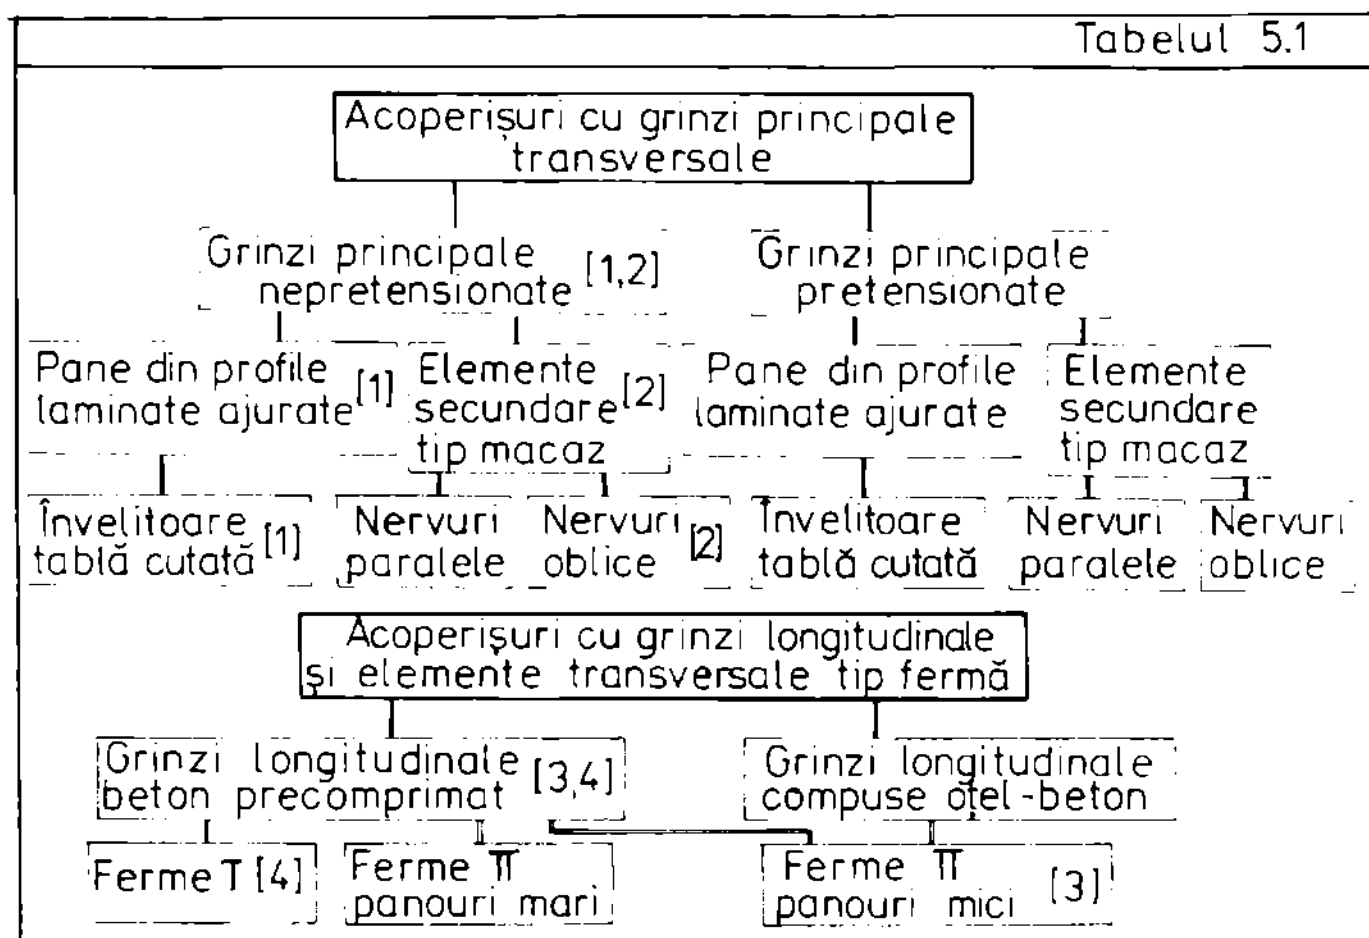 Tabelul 5.1
Acoperișuri cu grinzi principale
transversale
Grinzi principale
nepretensionate [1,2]
Grinzi principale
pretensionate
Pane din profile
laminate ajurate [1]
Elemente
secundare [2]
tip macaz
Pane din profile
laminate ajurate
Elemente
secundare
tip macaz
Învelitoare
tablă cutată [1]
Nervuri
paralele
Nervuri
oblice [2]
Învelitoare
tablă cutată
Nervuri
paralele
Nervuri
oblice
Acoperișuri cu grinzi longitudinale
și elemente transversale tip fermă
Grinzi longitudinale
beton precomprimat [3,4]
Grinzi longitudinale
compuse oțel-beton
Ferme T [4]
Ferme π
panouri mari
Ferme π
panouri mici [3]